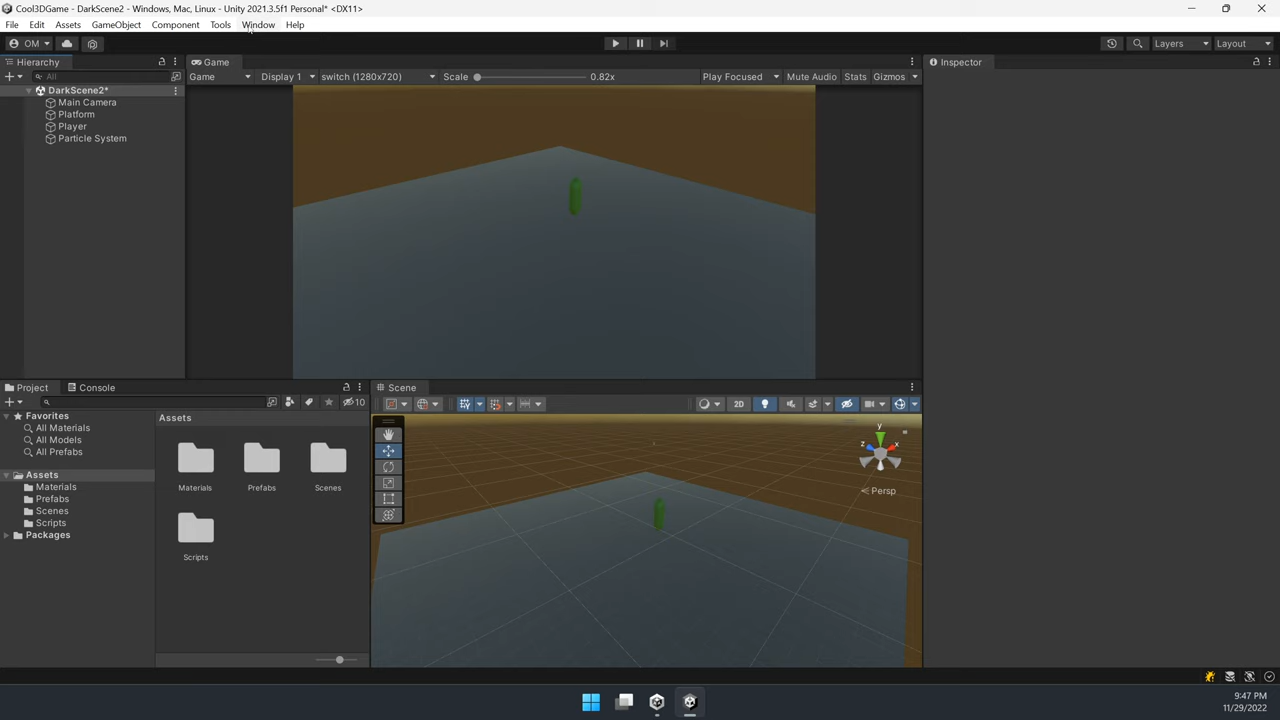 Cool3DGame - DarkScene2 - Windows, Mac, Linux - Unity 2021.3.5f1 Personal* <DX11>
File Edit Assets GameObject Component Tools Window Help
OM Layers Layout
Hierarchy Game Inspector
All Game Display 1 switch (1280x720) Scale 0.82x Play Focused Mute Audio Stats Gizmos
DarkScene2*
Main Camera
Platform
Player
Particle System
Project Console Scene
10 2D
Favorites
All Materials
All Models
All Prefabs
Assets
Materials
Prefabs
Scenes
Scripts
Packages
Assets
Materials Prefabs Scenes
Scripts
y
z x
Persp
9:47 PM
11/29/2022